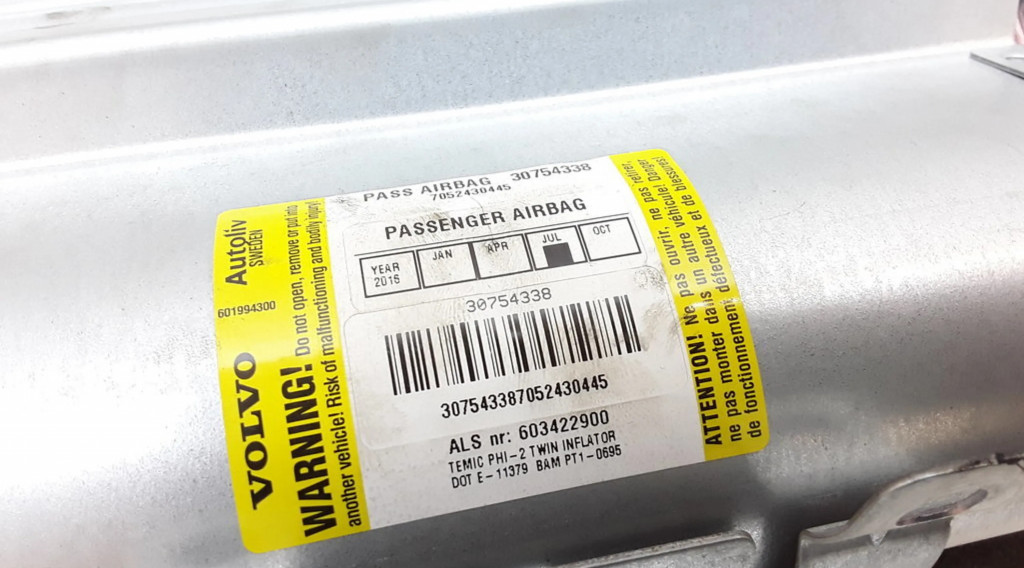 PASS AIRBAG 30754338
7052430445
PASSENGER AIRBAG
YEAR JAN APR JUL OCT
2016
30754338
307543387052430445
ALS nr: 603422900
TEMIC PHI-2 TWIN INFLATOR
DOT E-11379 BAM PT1-0695
Autoliv
SWEDEN
601994300
VOLVO
WARNING! Do not open, remove or put into
another vehicle! Risk of malfunctioning and bodily injury!
ATTENTION! Ne pas ouvrir, ne pas retirer,
ne pas monter dans un autre véhicule! Danger
de fonctionnement défectueux et de blessures!